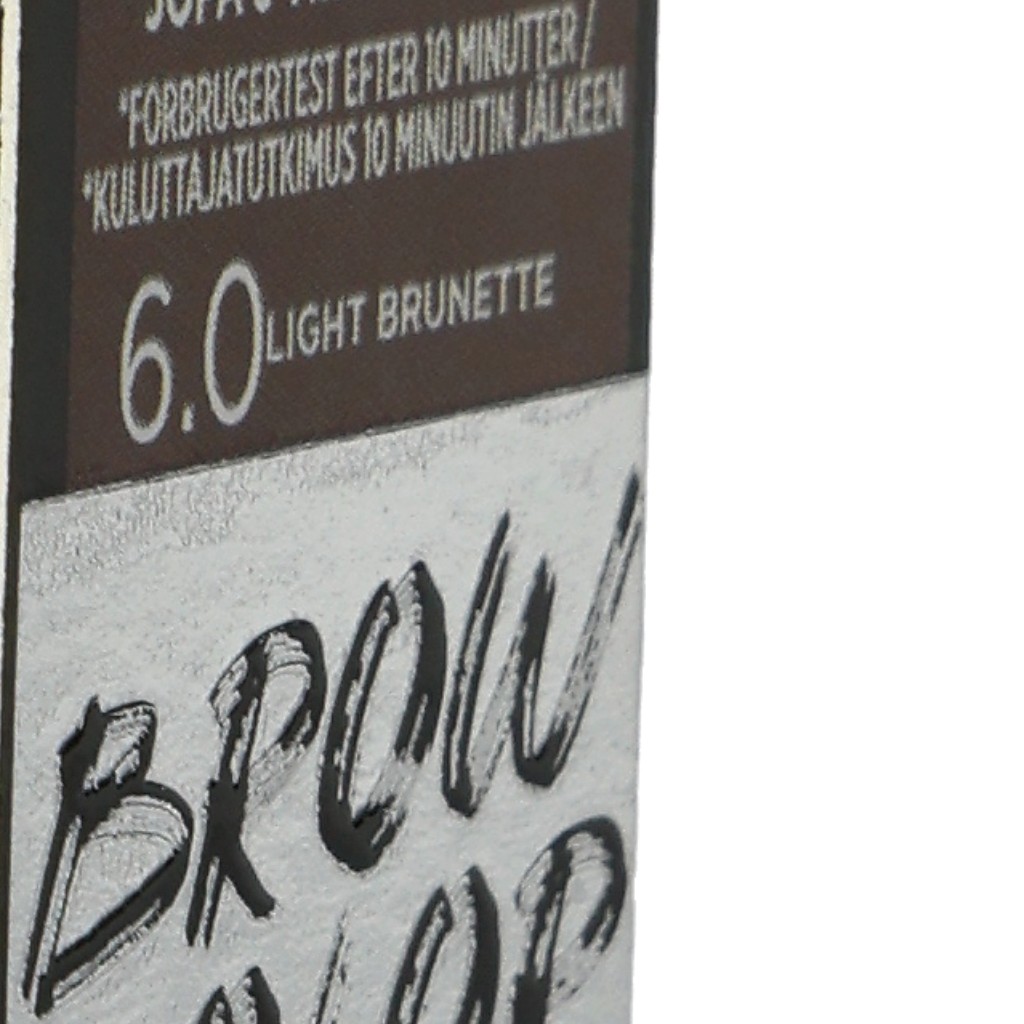 *FORBRUGERTEST EFTER 10 MINUTTER /
*KULUTTAJATUTKIMUS 10 MINUUTIN JÄLKEEN
6.0 LIGHT BRUNETTE
BROW